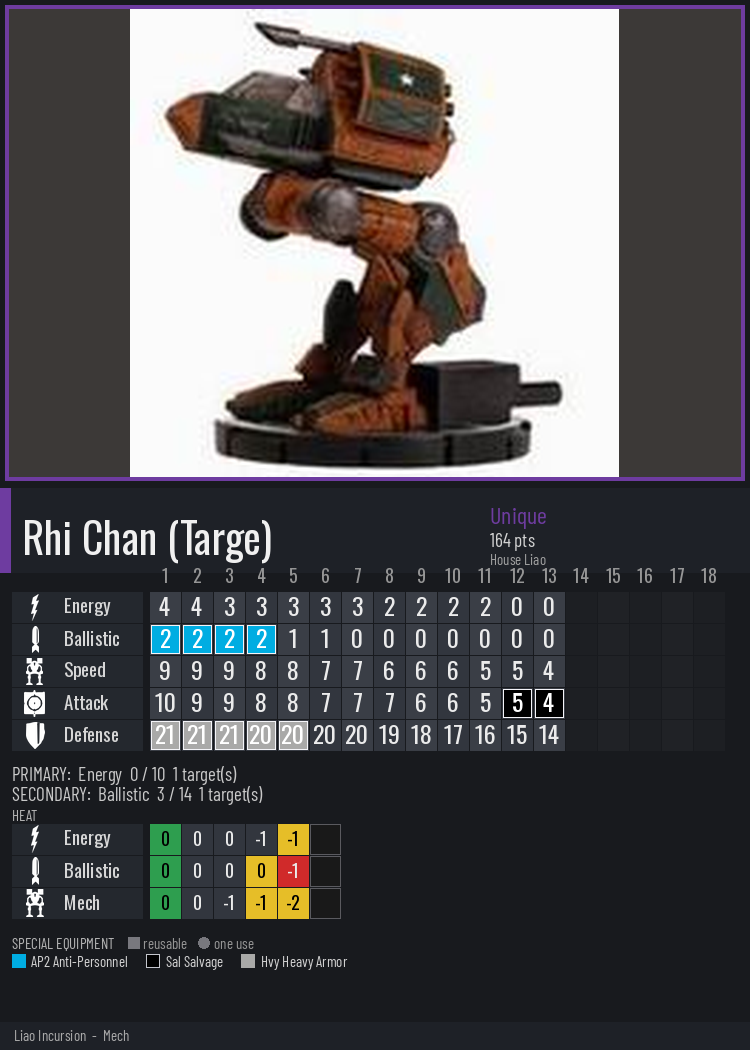 Rhi Chan (Targe)
Unique
164 pts
House Liao
1 2 3 4 5 6 7 8 9 10 11 12 13 14 15 16 17 18
Energy 4 4 3 3 3 3 3 2 2 2 2 0 0
Ballistic 2 2 2 2 1 1 0 0 0 0 0 0 0
Speed 9 9 9 8 8 7 7 6 6 6 5 5 4
Attack 10 9 9 8 8 7 7 7 6 6 5 5 4
Defense 21 21 21 20 20 20 20 19 18 17 16 15 14
PRIMARY: Energy 0 / 10 1 target(s)
SECONDARY: Ballistic 3 / 14 1 target(s)
HEAT
Energy 0 0 0 -1 -1
Ballistic 0 0 0 0 -1
Mech 0 0 -1 -1 -2
SPECIAL EQUIPMENT reusable one use
AP2 Anti-Personnel Sal Salvage Hvy Heavy Armor
Liao Incursion - Mech